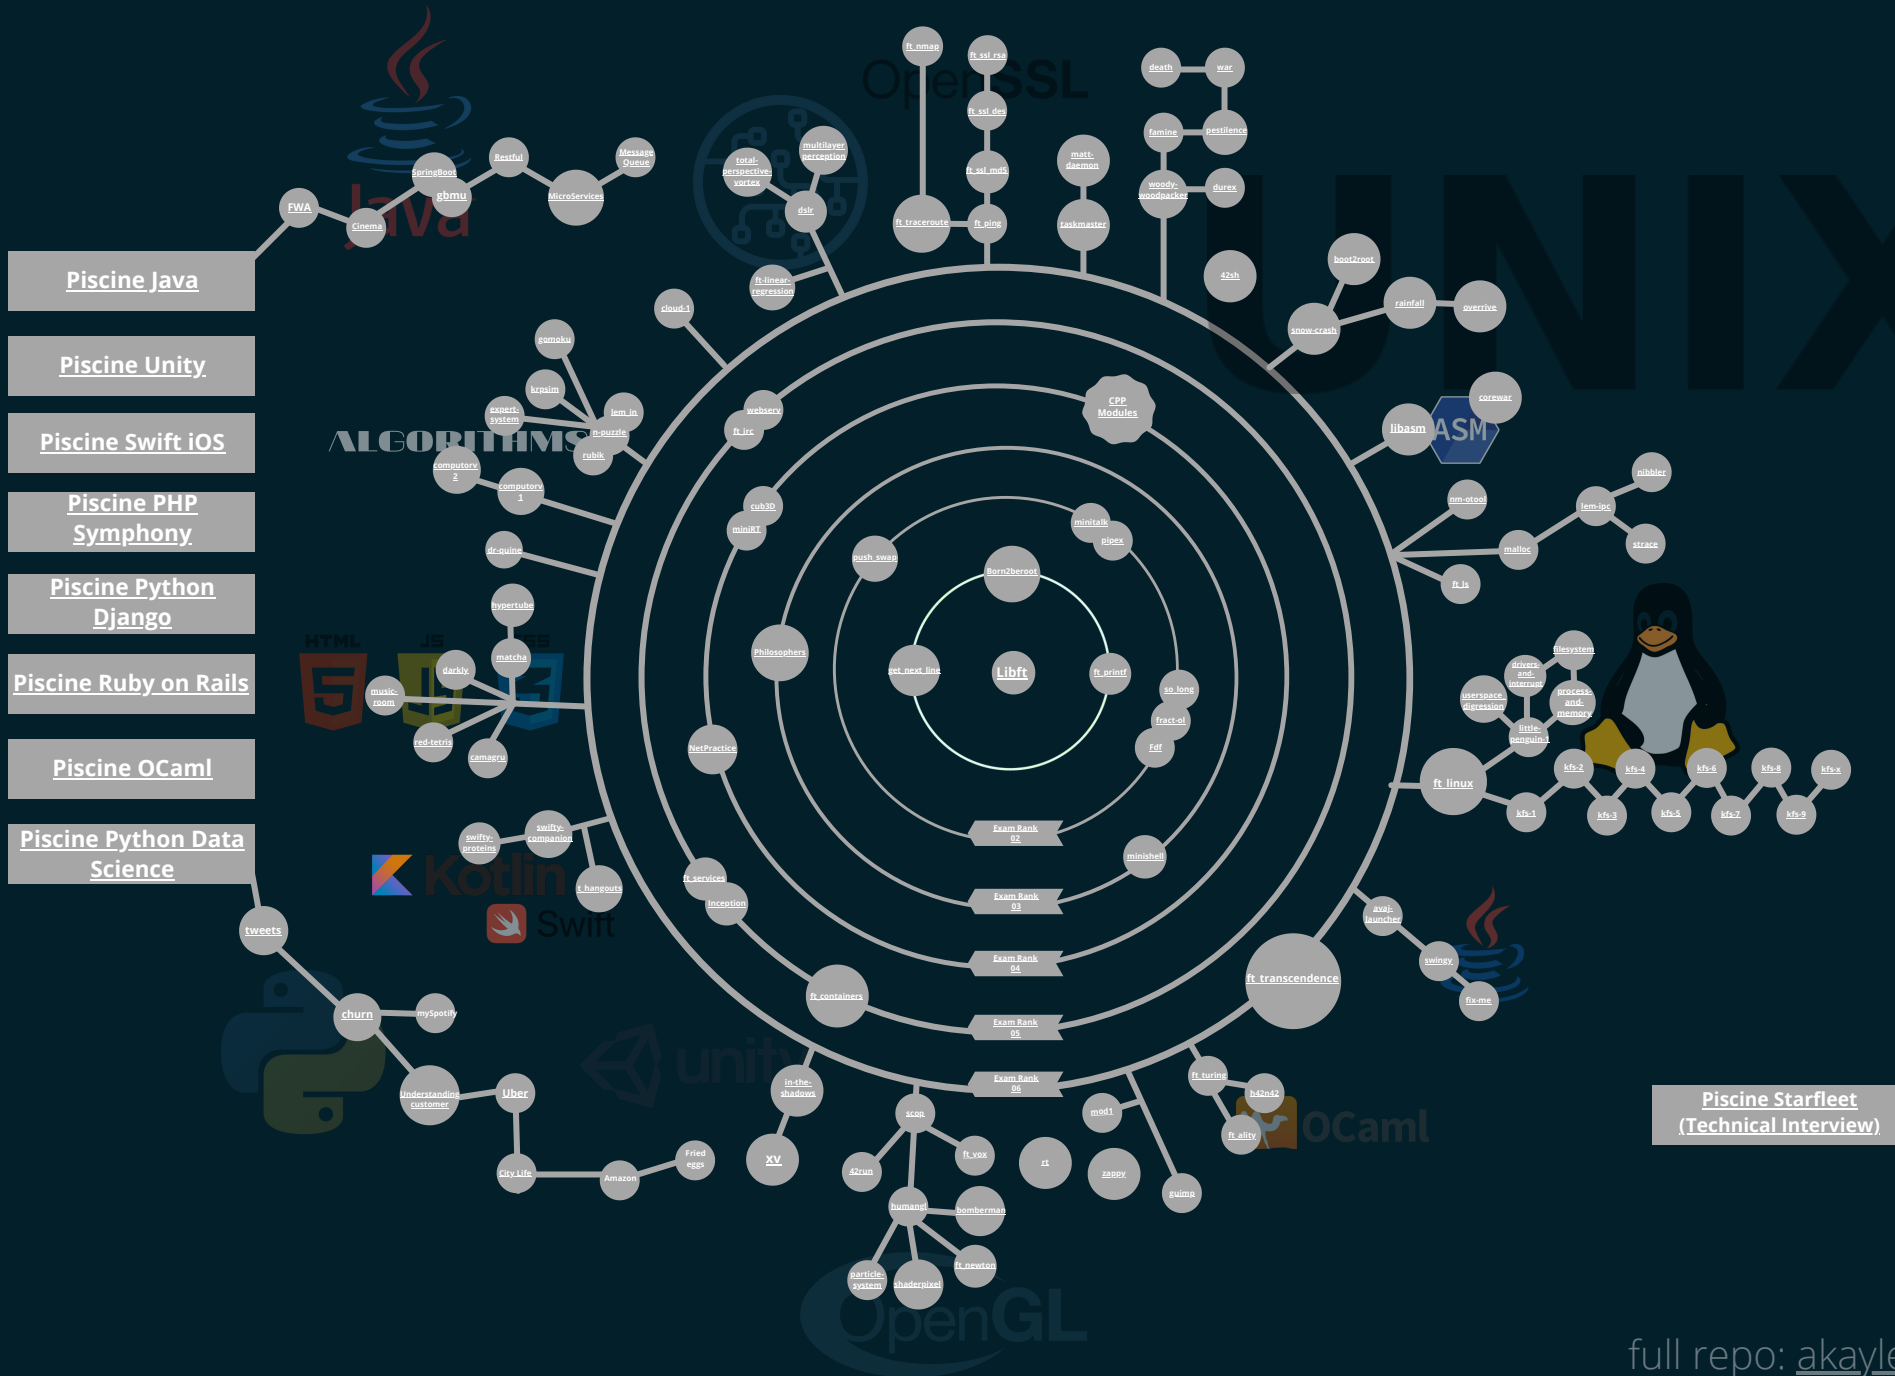 ft_nmap
ft_ssl_rsa
OpenSSL
death
war
ft_ssl_des
famine
pestilence
multilayer
perception
matt-
daemon
total-
perspective-
vortex
ft_ssl_md5
woody-
woodpacker
durex
Message
Queue
Restful
SpringBoot
gbmu
MicroServices
FWA
Cinema
Java
dslr
ft_traceroute
ft_ping
taskmaster
UNIX
Piscine Java
ft-linear-
regression
42sh
boot2root
rainfall
override
snow-crash
cloud-1
Piscine Unity
gomoku
krpsim
expert-
system
lem_in
n-puzzle
rubik
ALGORITHMS
webserv
ft_irc
CPP
Modules
corewar
libasm
ASM
Piscine Swift iOS
computorv
2
computorv
1
nibbler
nm-otool
lem-ipc
strace
malloc
ft_ls
Piscine PHP
Symphony
cub3D
miniRT
minitalk
pipex
dr-quine
push_swap
Born2beroot
Piscine Python
Django
hypertube
HTML
JS
CSS
matcha
darkly
music-
room
red-tetris
camagru
Philosophers
get_next_line
Libft
ft_printf
so_long
fract-ol
Fdf
filesystem
drivers-
and-
interrupt
userspace_
digression
process-
and-
memory
little-
penguin-1
Piscine Ruby on Rails
NetPractice
Piscine OCaml
ft_linux
kfs-1
kfs-2
kfs-3
kfs-4
kfs-5
kfs-6
kfs-7
kfs-8
kfs-9
kfs-x
Piscine Python Data
Science
swifty-
proteins
swifty-
companion
t_hangouts
Kotlin
Swift
Exam Rank
02
minishell
ft_services
Inception
Exam Rank
03
avaj-
launcher
swingy
fix-me
tweets
Exam Rank
04
ft_transcendence
ft_containers
churn
mySpotify
Exam Rank
05
unity
in-the-
shadows
Exam Rank
06
ft_turing
h42n42
Understanding
customer
Uber
scop
mod1
OCaml
ft_ality
Piscine Starfleet
(Technical Interview)
City Life
Amazon
Fried
eggs
xv
42run
ft_vox
rt
zappy
guimp
humangl
bomberman
ft_newton
particle-
system
shaderpixel
OpenGL
full repo: akayle